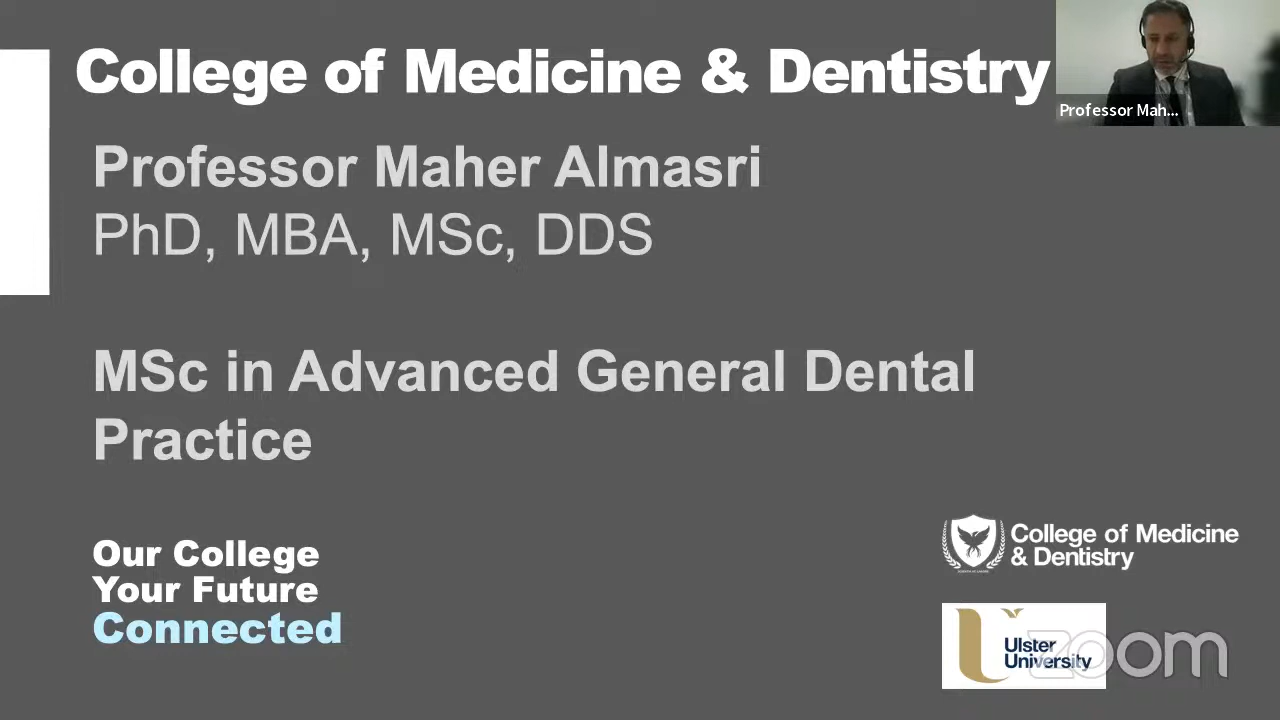 College of Medicine & Dentistry
Professor Mah...
Professor Maher Almasri
PhD, MBA, MSc, DDS
MSc in Advanced General Dental
Practice
Our College
Your Future
Connected
College of Medicine
& Dentistry
Ulster
University
zoom